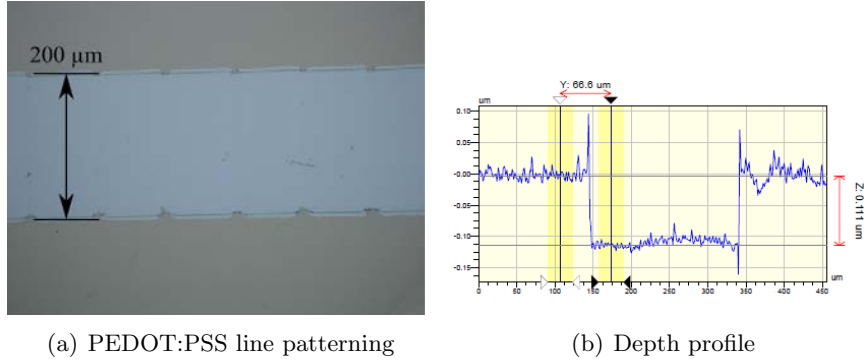 200 μm
Y: 66.6 um
um
0.10
0.05
-0.00
-0.05
-0.10
-0.15
Z: 0.111 um
um
0 50 100 150 200 250 300 350 400 450
(a) PEDOT:PSS line patterning
(b) Depth profile